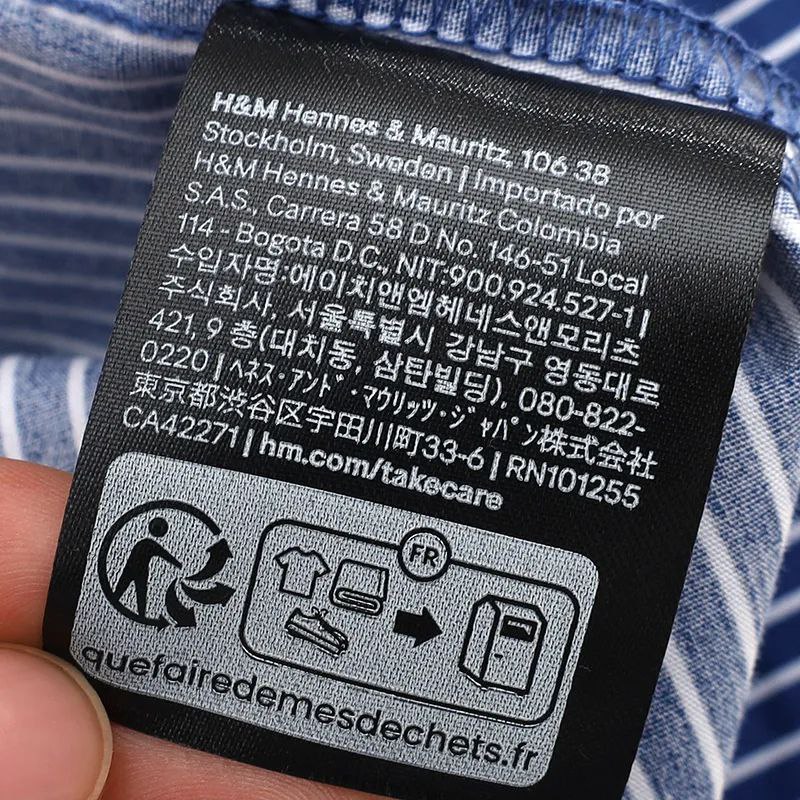 H&M Hennes & Mauritz, 106 38
Stockholm, Sweden | Importado por
H&M Hennes & Mauritz Colombia
S.A.S., Carrera 58 D No. 146-51 Local
114 - Bogota D.C., NIT:900.924.527-1 |
수입자명:에이치앤엠헤네스앤모리츠
주식회사, 서울특별시 강남구 영동대로
421, 9 층(대치동, 삼탄빌딩), 080-822-
0220 | ヘネス・アンド・マウリッツ・ジャパン株式会社
東京都渋谷区宇田川町33-6 | RN101255
CA42271 | hm.com/takecare
FR
quefairedemesdechets.fr